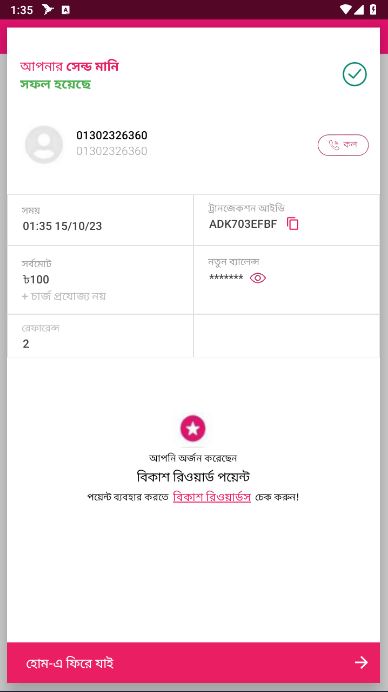 1:35
আপনার সেন্ড মানি
সফল হয়েছে
01302326360
01302326360
কল
সময়
01:35 15/10/23
ট্রানজেকশন আইডি
ADK703EFBF
সর্বমোট
৳100
+ চার্জ প্রযোজ্য নয়
নতুন ব্যালেন্স
*******
রেফারেন্স
2
আপনি অর্জন করেছেন
বিকাশ রিওয়ার্ড পয়েন্ট
পয়েন্ট ব্যবহার করতে বিকাশ রিওয়ার্ডস চেক করুন!
হোম-এ ফিরে যাই